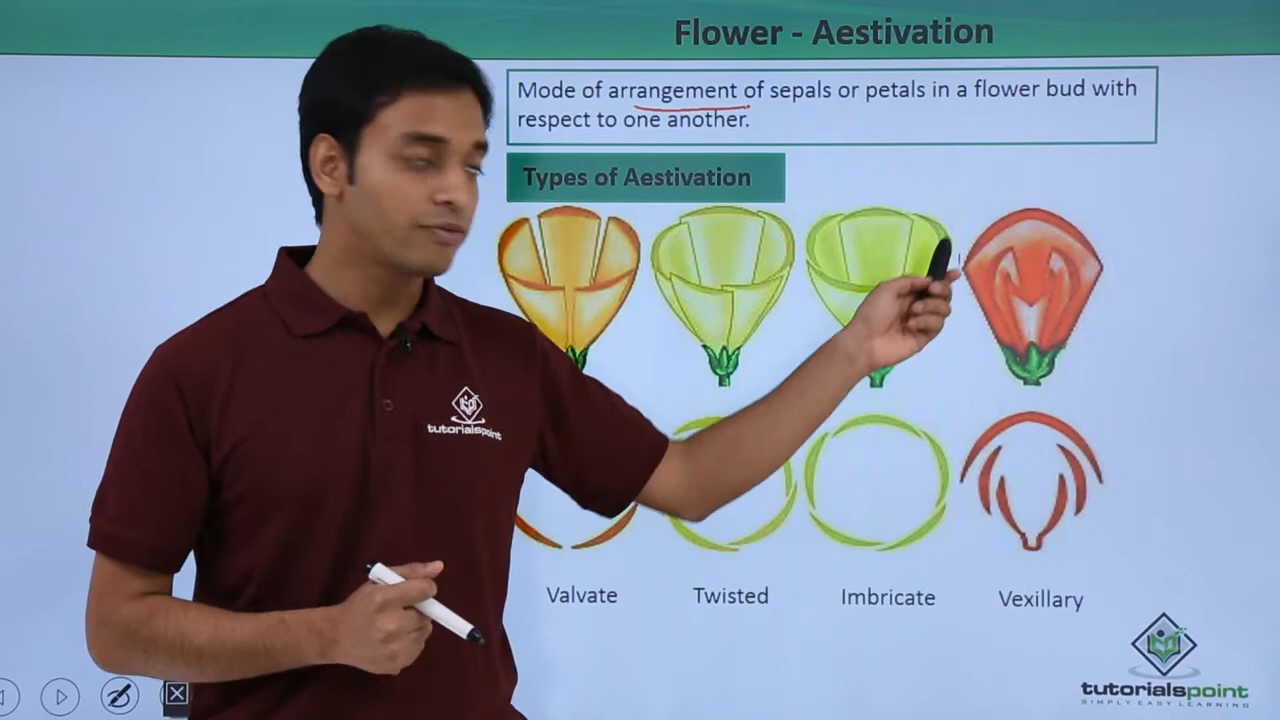 Flower - Aestivation
Mode of arrangement of sepals or petals in a flower bud with
respect to one another.
Types of Aestivation
tutorialspoint
Valvate
Twisted
Imbricate
Vexillary
tutorialspoint
SIMPLY EASY LEARNING